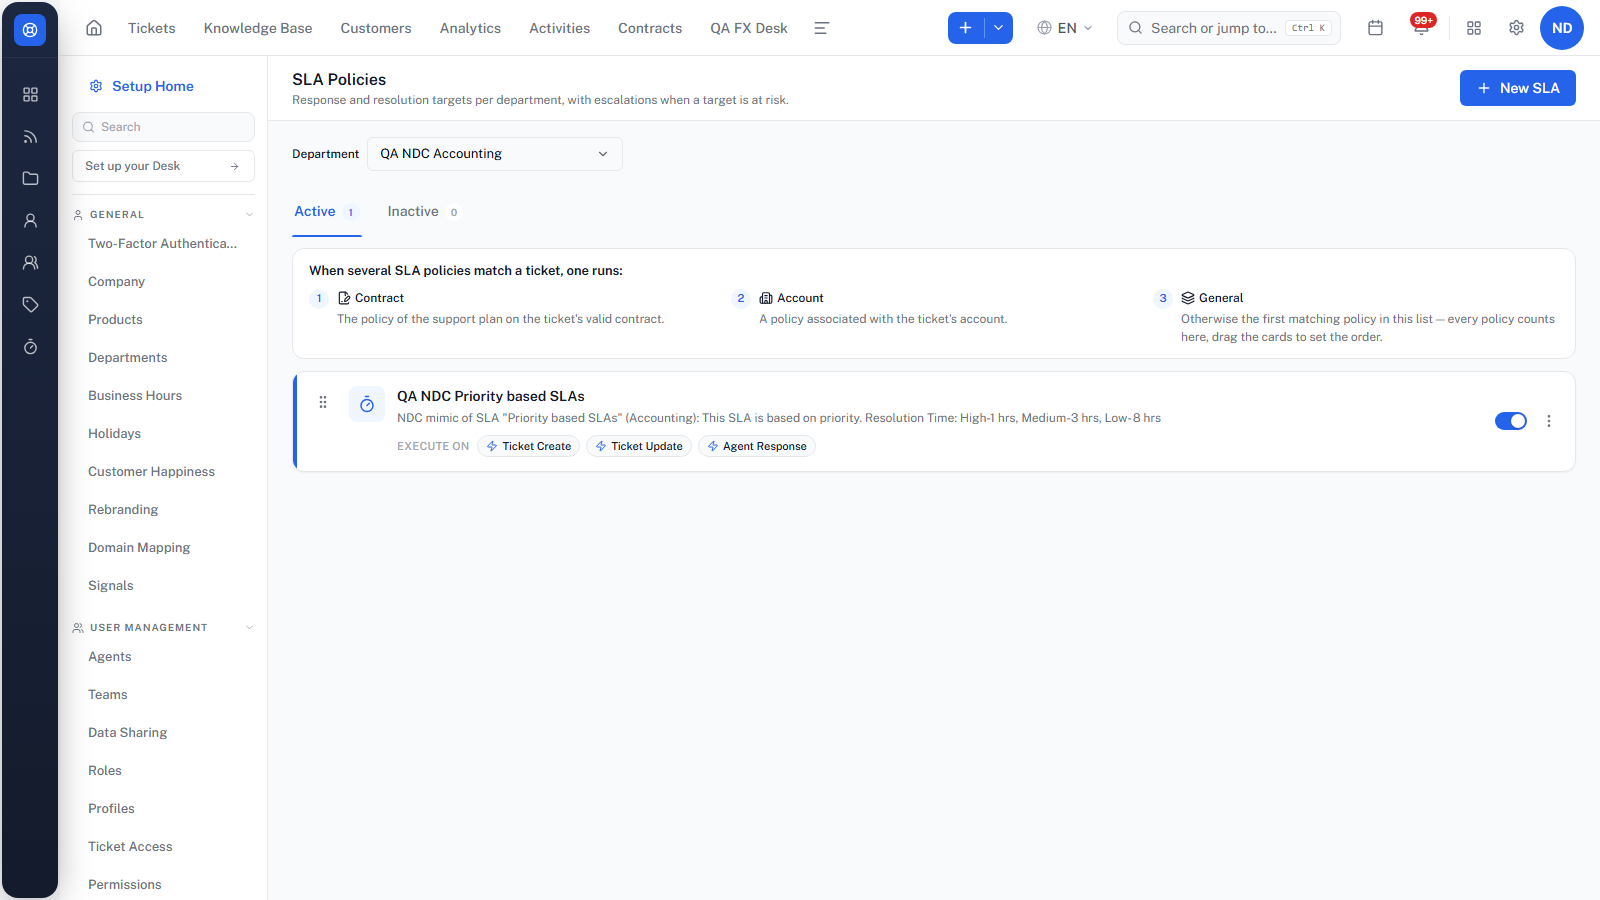 Tickets
Knowledge Base
Customers
Analytics
Activities
Contracts
QA FX Desk
EN
Search or jump to...
Ctrl K
99+
ND
Setup Home
Search
Set up your Desk
GENERAL
Two-Factor Authentica...
Company
Products
Departments
Business Hours
Holidays
Customer Happiness
Rebranding
Domain Mapping
Signals
USER MANAGEMENT
Agents
Teams
Data Sharing
Roles
Profiles
Ticket Access
Permissions
SLA Policies
Response and resolution targets per department, with escalations when a target is at risk.
New SLA
Department
QA NDC Accounting
Active 1
Inactive 0
When several SLA policies match a ticket, one runs:
1 Contract
The policy of the support plan on the ticket's valid contract.
2 Account
A policy associated with the ticket's account.
3 General
Otherwise the first matching policy in this list — every policy counts
here, drag the cards to set the order.
QA NDC Priority based SLAs
NDC mimic of SLA "Priority based SLAs" (Accounting): This SLA is based on priority. Resolution Time: High-1 hrs, Medium-3 hrs, Low-8 hrs
EXECUTE ON
Ticket Create
Ticket Update
Agent Response